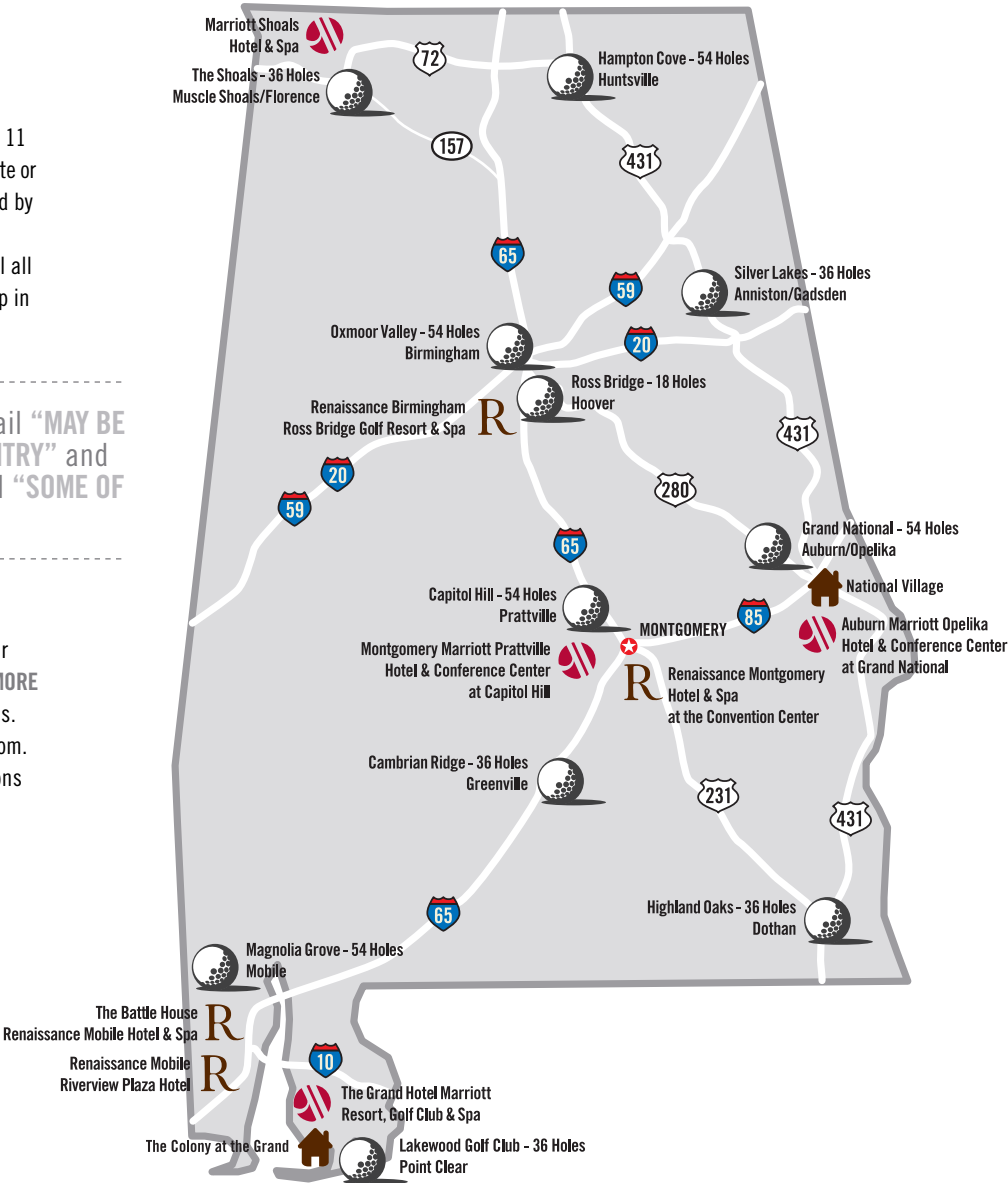 Marriott Shoals
Hotel & Spa
72
Hampton Cove - 54 Holes
Huntsville
The Shoals - 36 Holes
Muscle Shoals/Florence
11
te or
d by
l all
p in
157
431
65
59
Silver Lakes - 36 Holes
Anniston/Gadsden
Oxmoor Valley - 54 Holes
Birmingham
20
Ross Bridge - 18 Holes
Hoover
Renaissance Birmingham
Ross Bridge Golf Resort & Spa
R
ail “MAY BE
NTRY” and
l “SOME OF
431
20
59
280
65
Grand National - 54 Holes
Auburn/Opelika
National Village
Capitol Hill - 54 Holes
Prattville
85
MONTGOMERY
Auburn Marriott Opelika
Hotel & Conference Center
at Grand National
Montgomery Marriott Prattville
Hotel & Conference Center
at Capitol Hill
R
Renaissance Montgomery
Hotel & Spa
at the Convention Center
r
MORE
s.
om.
ons
Cambrian Ridge - 36 Holes
Greenville
231
431
65
Highland Oaks - 36 Holes
Dothan
Magnolia Grove - 54 Holes
Mobile
The Battle House
Renaissance Mobile Hotel & Spa
R
Renaissance Mobile
Riverview Plaza Hotel
R
10
The Grand Hotel Marriott
Resort, Golf Club & Spa
The Colony at the Grand
Lakewood Golf Club - 36 Holes
Point Clear